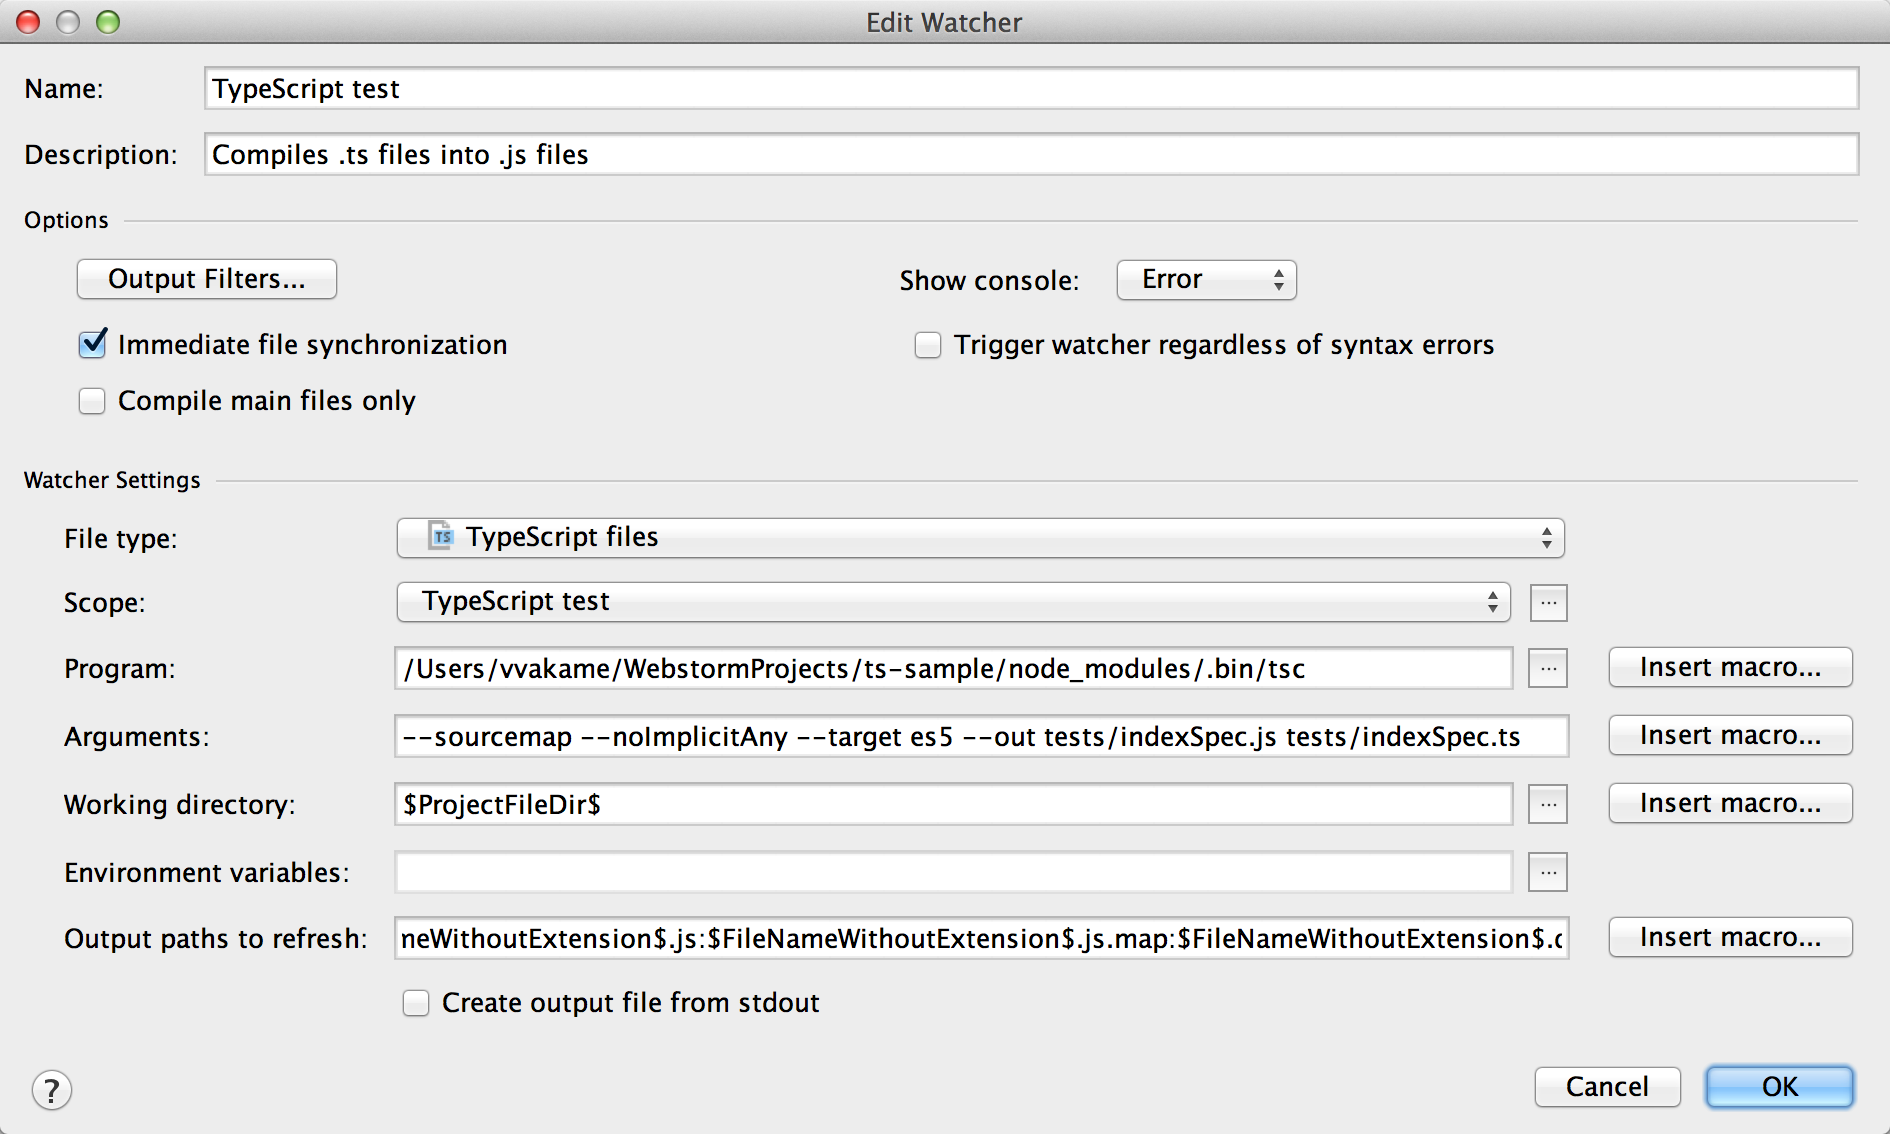 Edit Watcher
Name: TypeScript test
Description: Compiles .ts files into .js files
Options
Output Filters... Show console: Error
Immediate file synchronization Trigger watcher regardless of syntax errors
Compile main files only
Watcher Settings
File type: TS TypeScript files
Scope: TypeScript test ...
Program: /Users/vvakame/WebstormProjects/ts-sample/node_modules/.bin/tsc ... Insert macro...
Arguments: --sourcemap --noImplicitAny --target es5 --out tests/indexSpec.js tests/indexSpec.ts Insert macro...
Working directory: $ProjectFileDir$ ... Insert macro...
Environment variables: ...
Output paths to refresh: neWithoutExtension$.js:$FileNameWithoutExtension$.js.map:$FileNameWithoutExtension$.c Insert macro...
Create output file from stdout
? Cancel OK